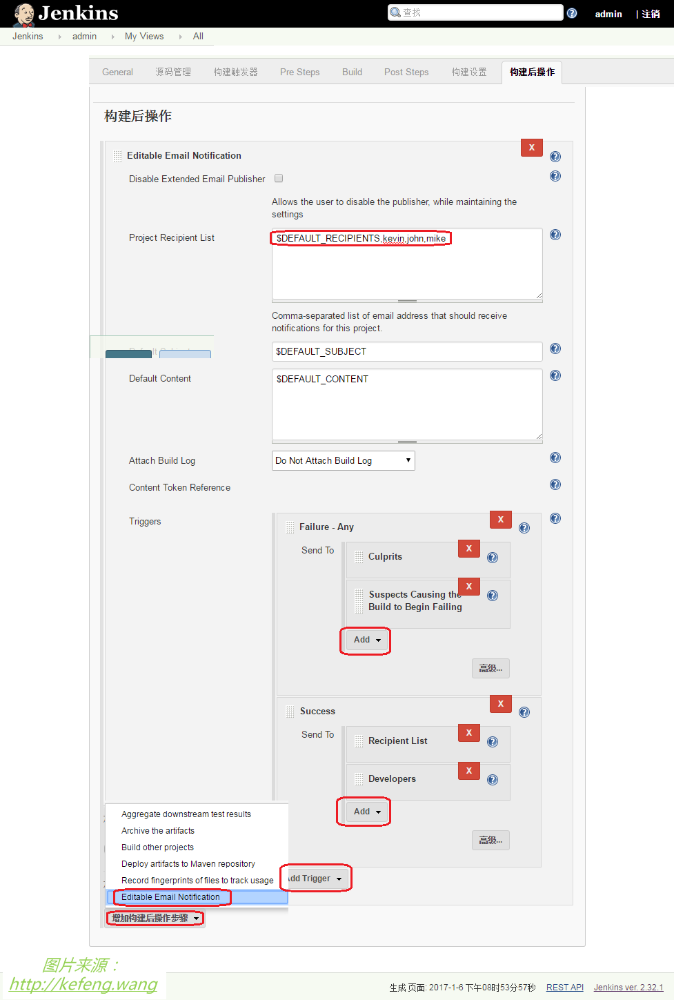 Jenkins
查找
admin
| 注销
Jenkins
admin
My Views
All
General
源码管理
构建触发器
Pre Steps
Build
Post Steps
构建设置
构建后操作
构建后操作
X
Editable Email Notification
Disable Extended Email Publisher
Allows the user to disable the publisher, while maintaining the
settings
Project Recipient List
$DEFAULT_RECIPIENTS,kevin,john,mike
Comma-separated list of email address that should receive
notifications for this project.
$DEFAULT_SUBJECT
Default Content
$DEFAULT_CONTENT
Attach Build Log
Do Not Attach Build Log
Content Token Reference
Triggers
X
Failure - Any
Send To
X
Culprits
X
Suspects Causing the
Build to Begin Failing
Add
高级...
X
Success
Send To
X
Recipient List
X
Developers
Add
高级...
Aggregate downstream test results
Archive the artifacts
Build other projects
Deploy artifacts to Maven repository
Record fingerprints of files to track usage
dd Trigger
Editable Email Notification
增加构建后操作步骤
图片来源：
http://kefeng.wang
生成 页面: 2017-1-6 下午08时53分57秒
REST API
Jenkins ver. 2.32.1